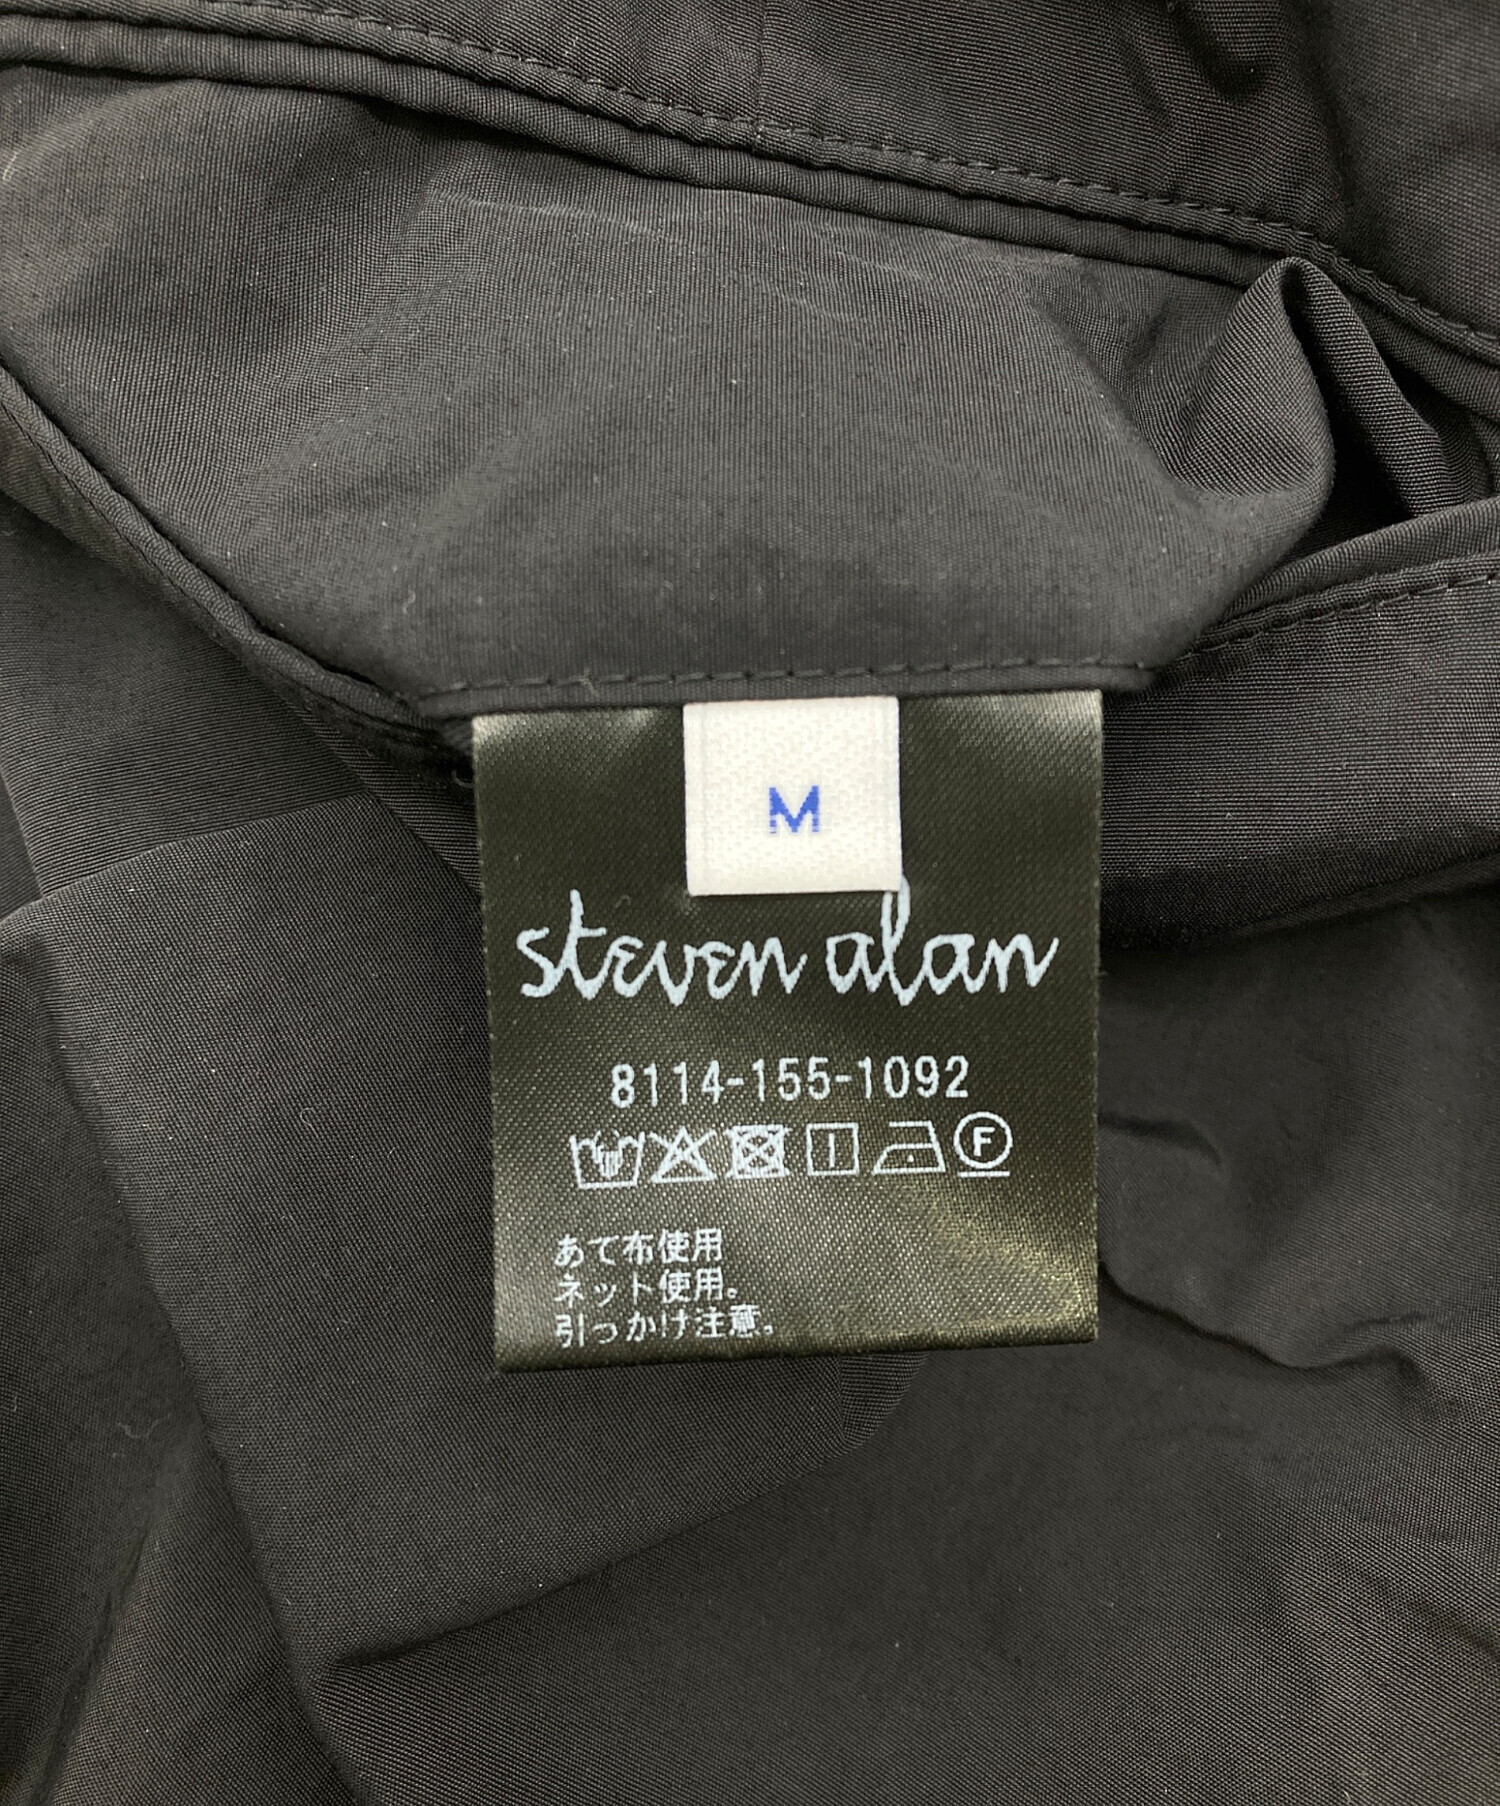 M
steven alan
8114-155-1092
F
あて布使用
ネット使用。
引っかけ注意。